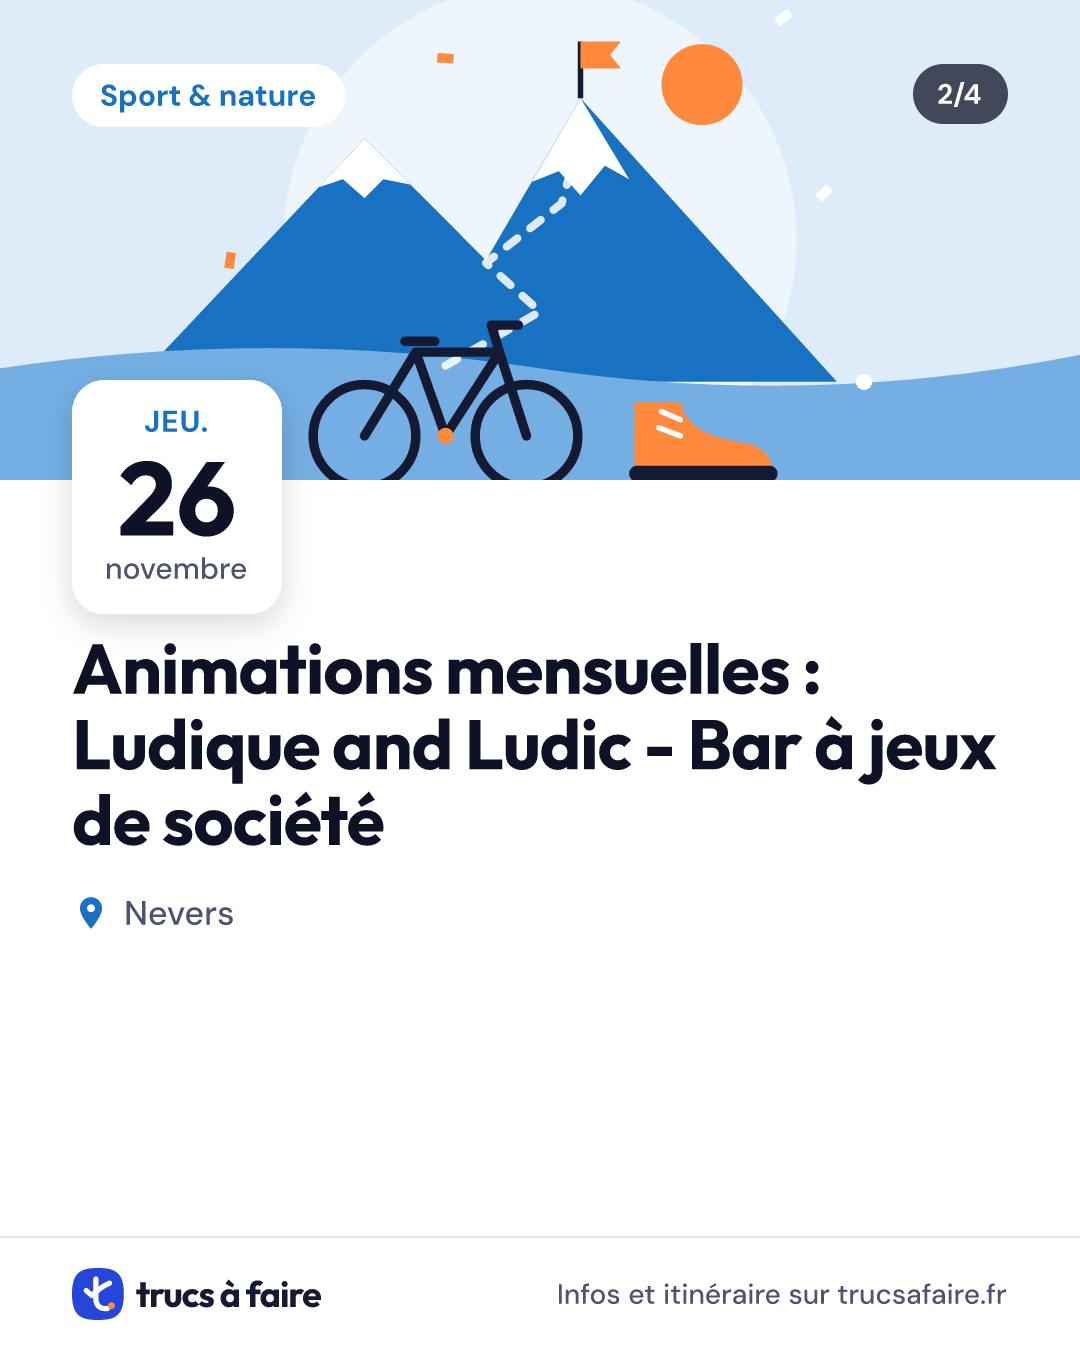 Sport & nature
2/4
JEU.
26
novembre
Animations mensuelles :
Ludique and Ludic - Bar à jeux
de société
Nevers
trucs à faire
Infos et itinéraire sur trucsafaire.fr